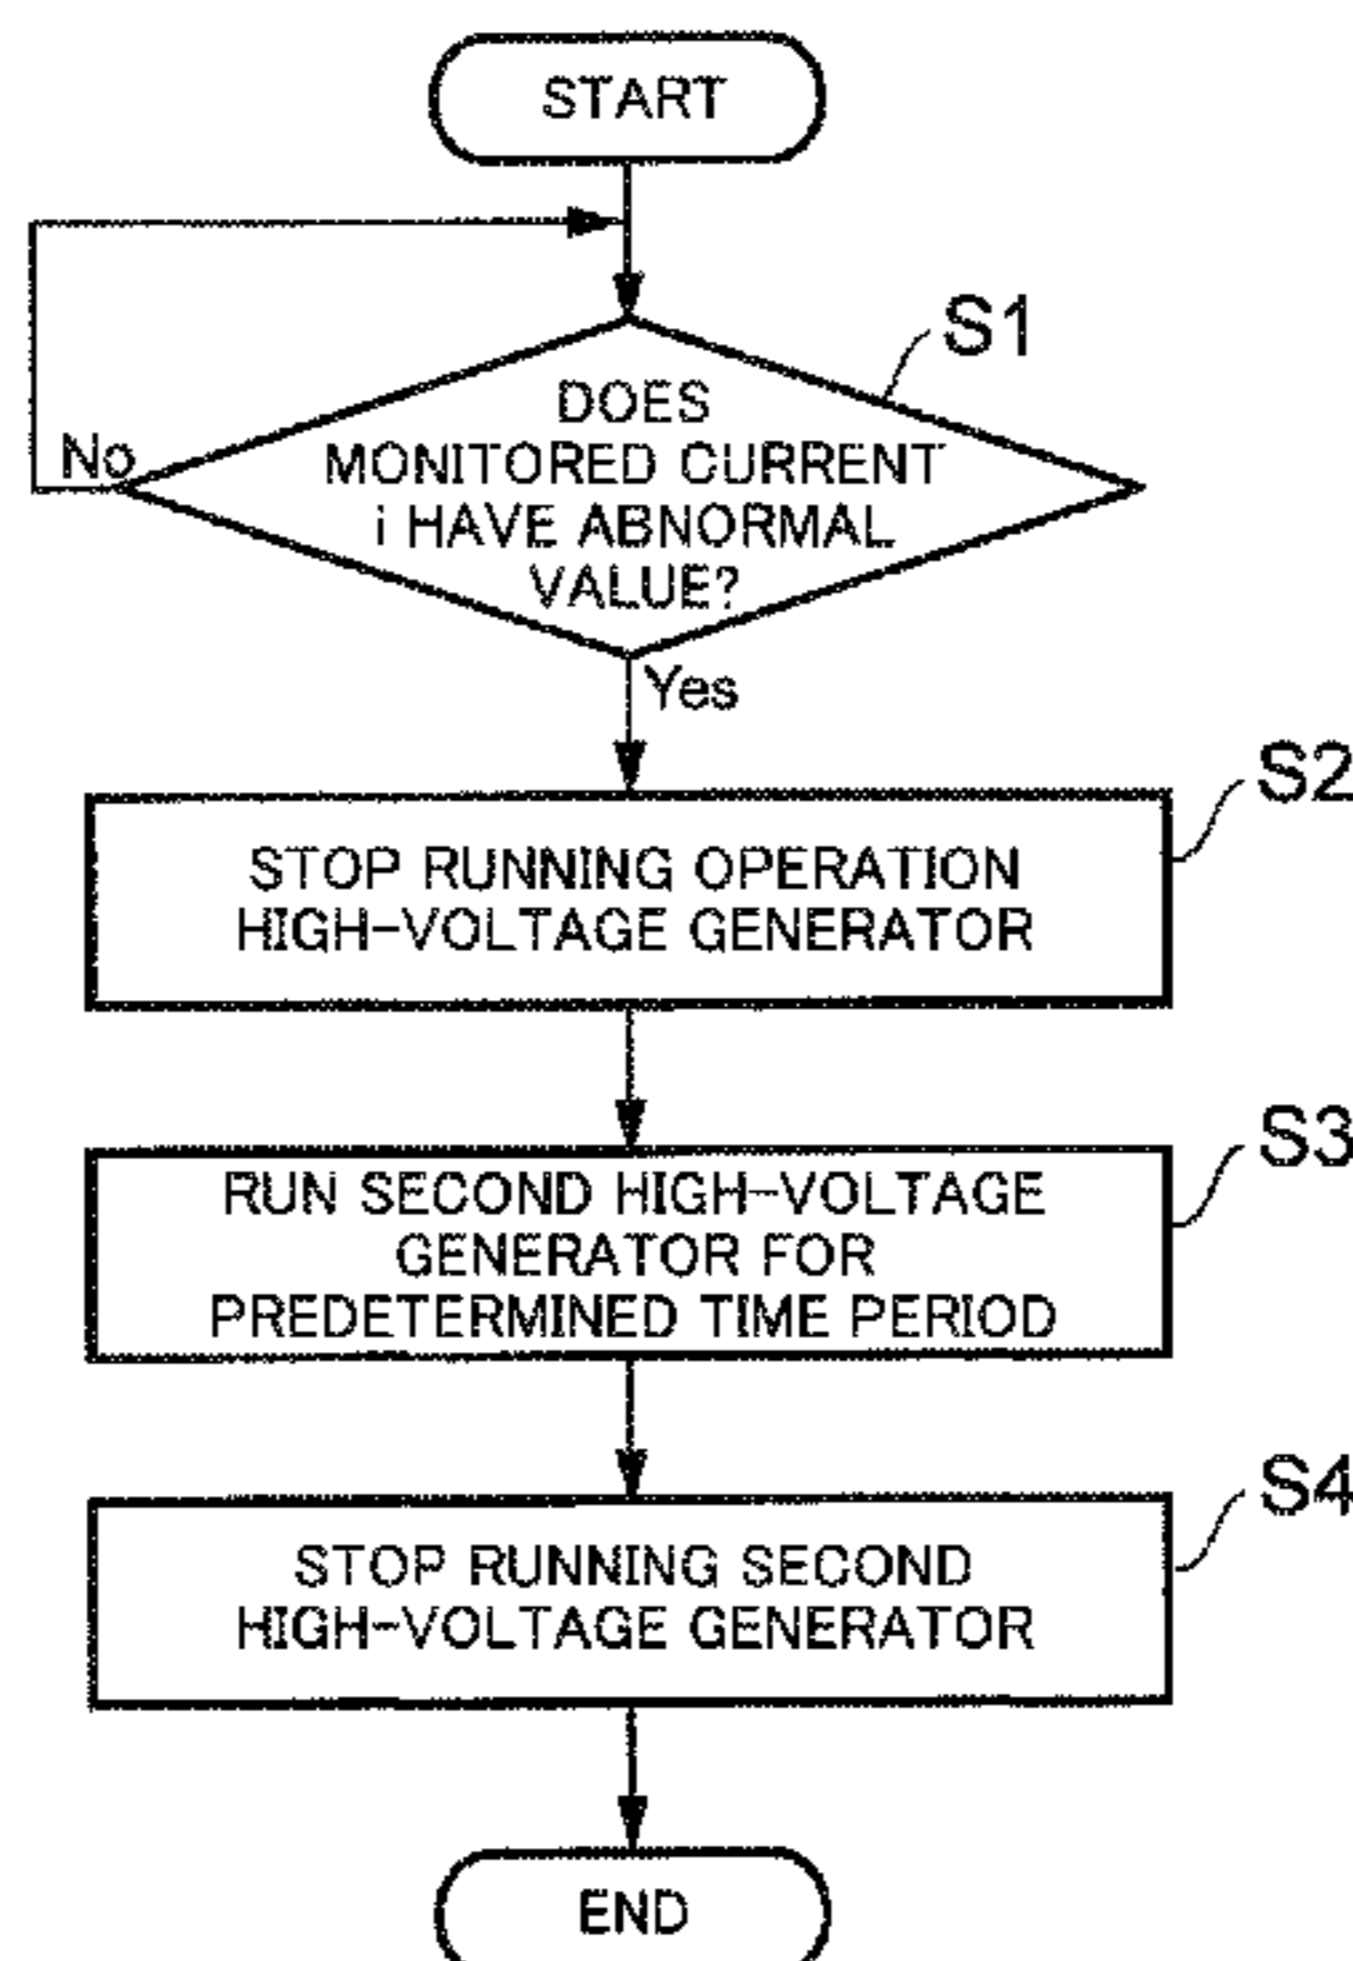 START
S1
DOES
MONITORED CURRENT
i HAVE ABNORMAL
VALUE?
No
Yes
S2
STOP RUNNING OPERATION
HIGH-VOLTAGE GENERATOR
S3
RUN SECOND HIGH-VOLTAGE
GENERATOR FOR
PREDETERMINED TIME PERIOD
S4
STOP RUNNING SECOND
HIGH-VOLTAGE GENERATOR
END